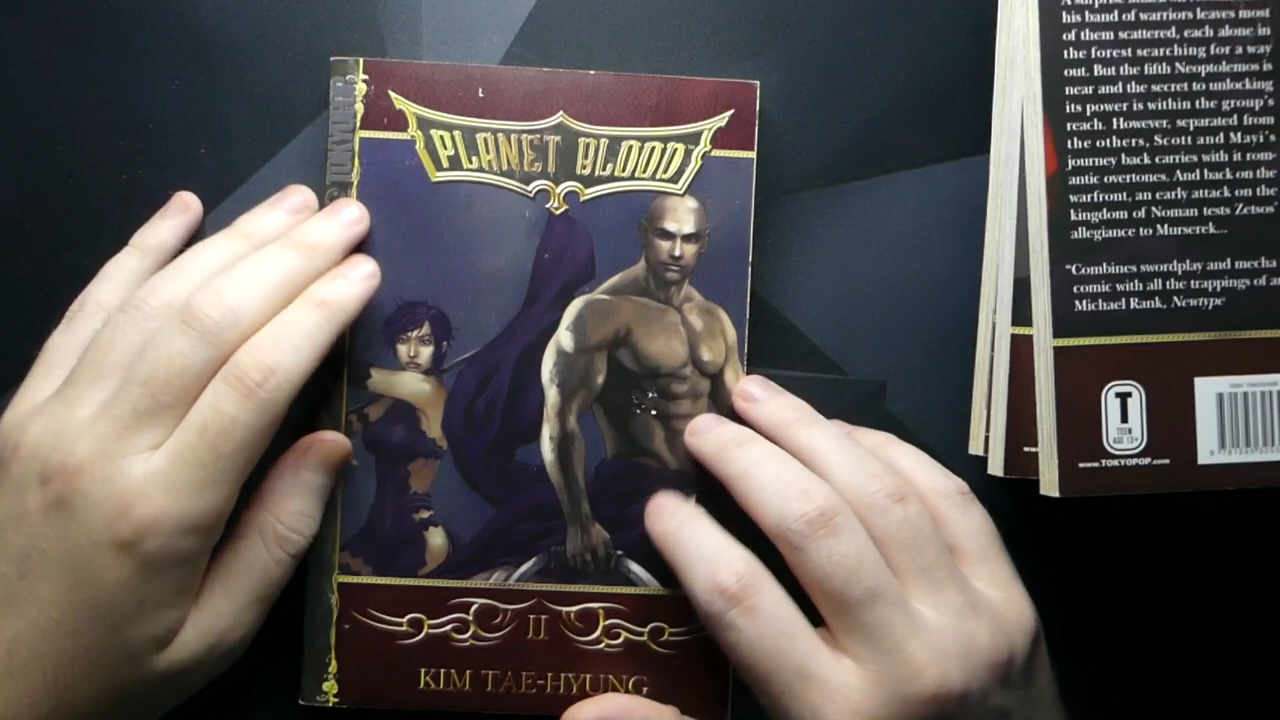 TOKYOPOP
PLANET BLOOD™
II
KIM TAE-HYUNG
his band of warriors leaves most
of them scattered, each alone in
the forest searching for a way
out. But the fifth Neoptolemos is
near and the secret to unlocking
its power is within the group's
reach. However, separated from
the others, Scott and Mayi's
journey back carries with it rom-
antic overtones. And back on the
warfront, an early attack on the
kingdom of Noman tests Zetsos'
allegiance to Murserek...
"Combines swordplay and mecha
comic with all the trappings of
Michael Rank, Newtype
T
TEEN
AGE 13+
www.TOKYOPOP.com